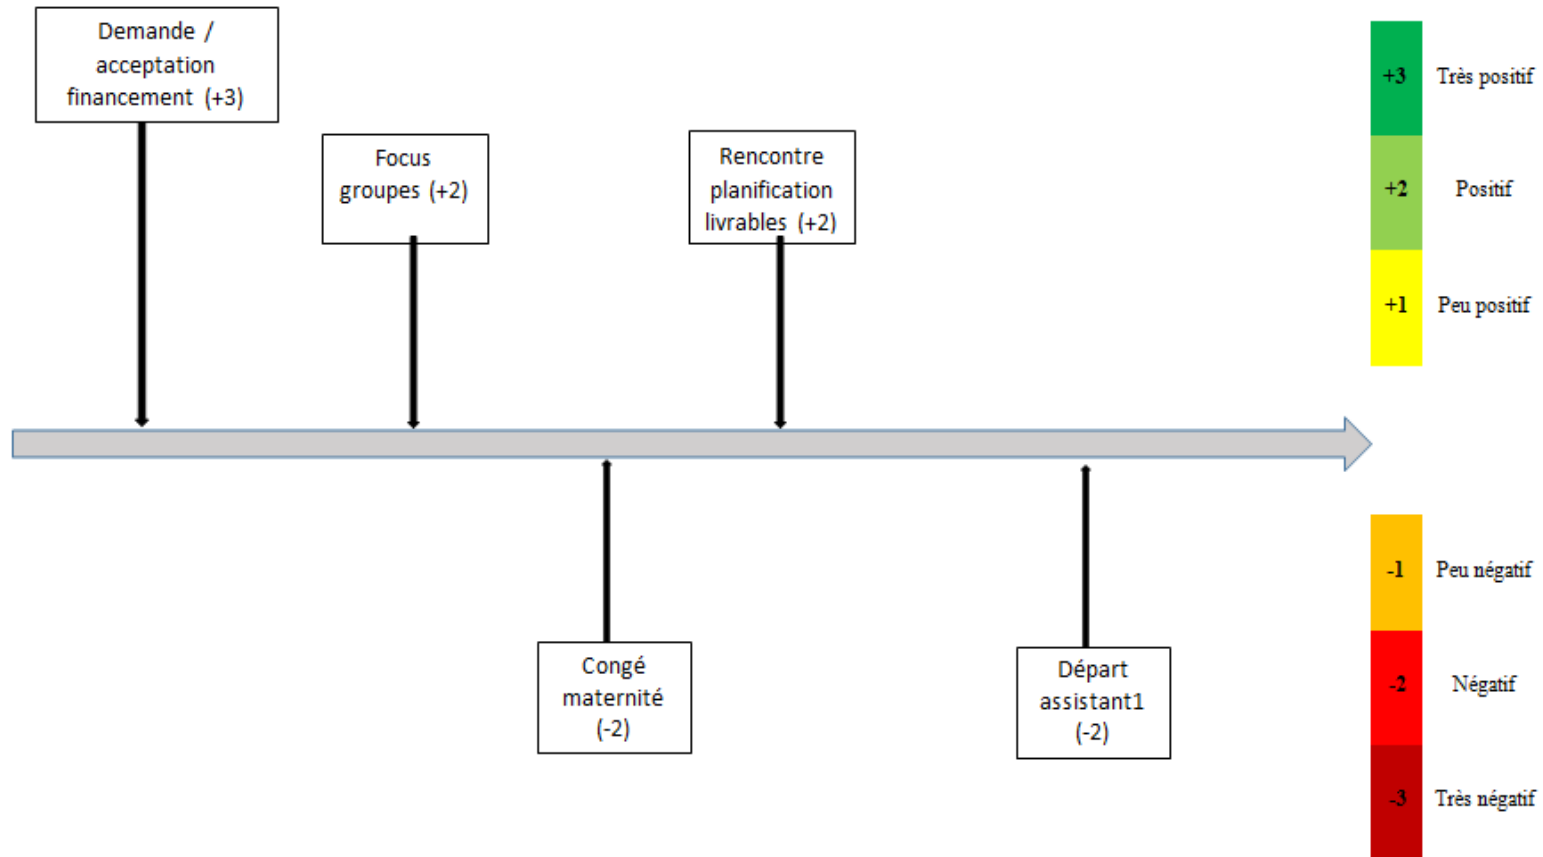 Demande /
acceptation
financement (+3)
Focus
groupes (+2)
Rencontre
planification
livrables (+2)
Congé
maternité
(-2)
Départ
assistant1
(-2)
+3 Très positif
+2 Positif
+1 Peu positif
-1 Peu négatif
-2 Négatif
-3 Très négatif